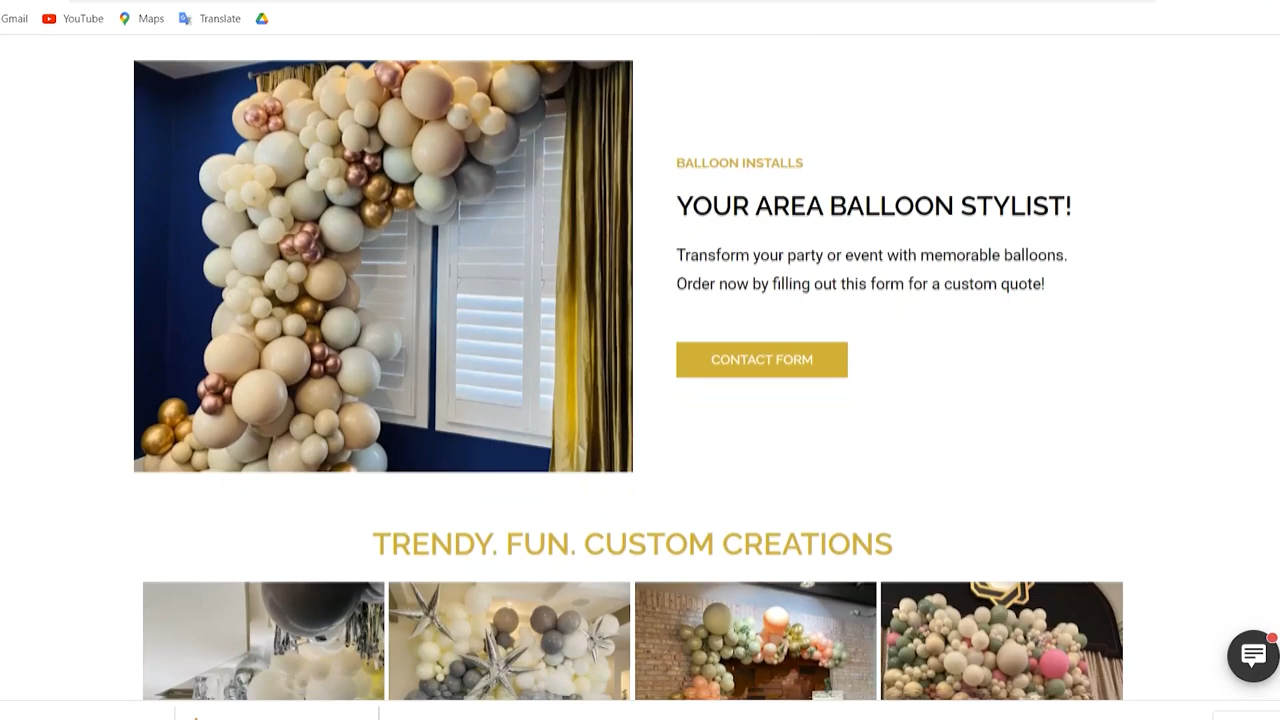 Gmail YouTube Maps Translate
BALLOON INSTALLS
YOUR AREA BALLOON STYLIST!
Transform your party or event with memorable balloons.
Order now by filling out this form for a custom quote!
CONTACT FORM
TRENDY. FUN. CUSTOM CREATIONS